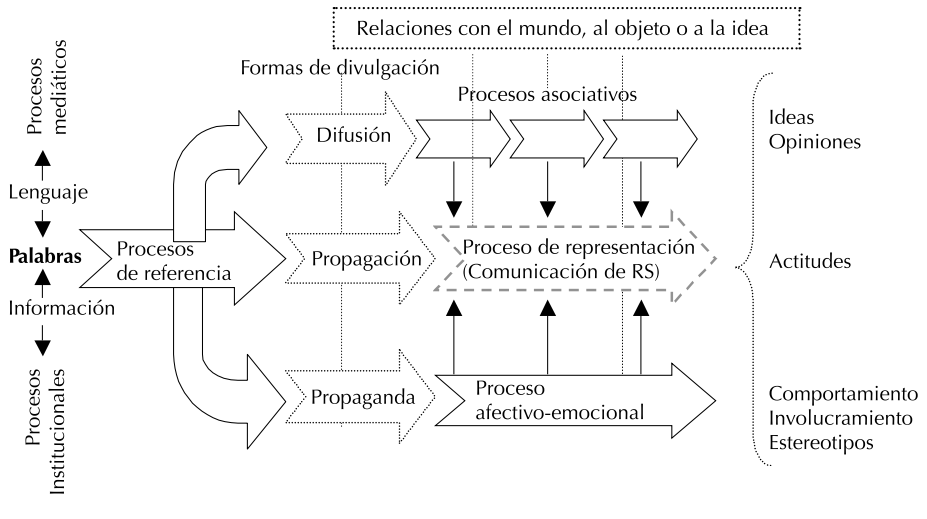 Relaciones con el mundo, al objeto o a la idea
Formas de divulgación
Procesos asociativos
Procesos
mediáticos
Lenguaje
Palabras
Información
Procesos
Institucionales
Procesos
de referencia
Difusión
Propagación
Propaganda
Proceso de representación
(Comunicación de RS)
Proceso
afectivo-emocional
Ideas
Opiniones
Actitudes
Comportamiento
Involucramiento
Estereotipos